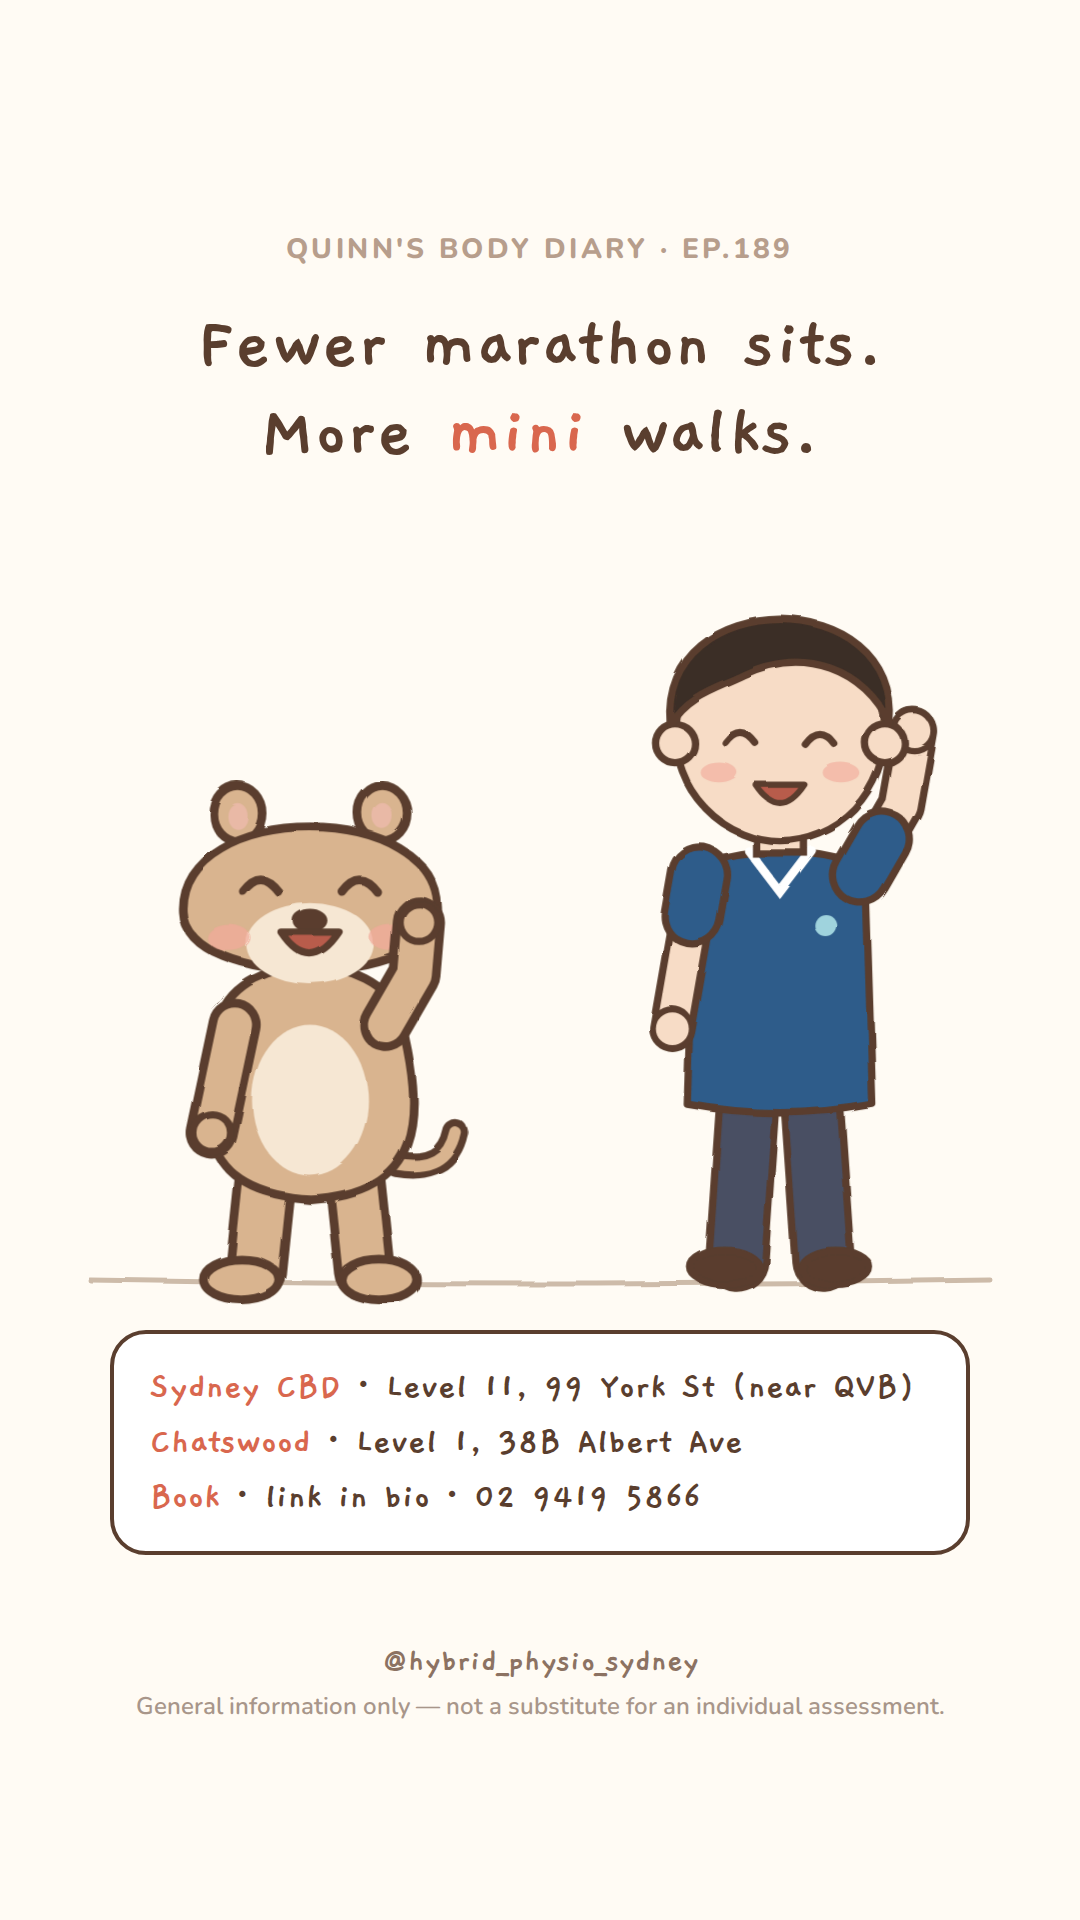 QUINN'S BODY DIARY · EP.189
Fewer marathon sits.
More mini walks.
Sydney CBD · Level 11, 99 York St (near QVB)
Chatswood · Level 1, 38B Albert Ave
Book · link in bio · 02 9419 5866
@hybrid_physio_sydney
General information only — not a substitute for an individual assessment.